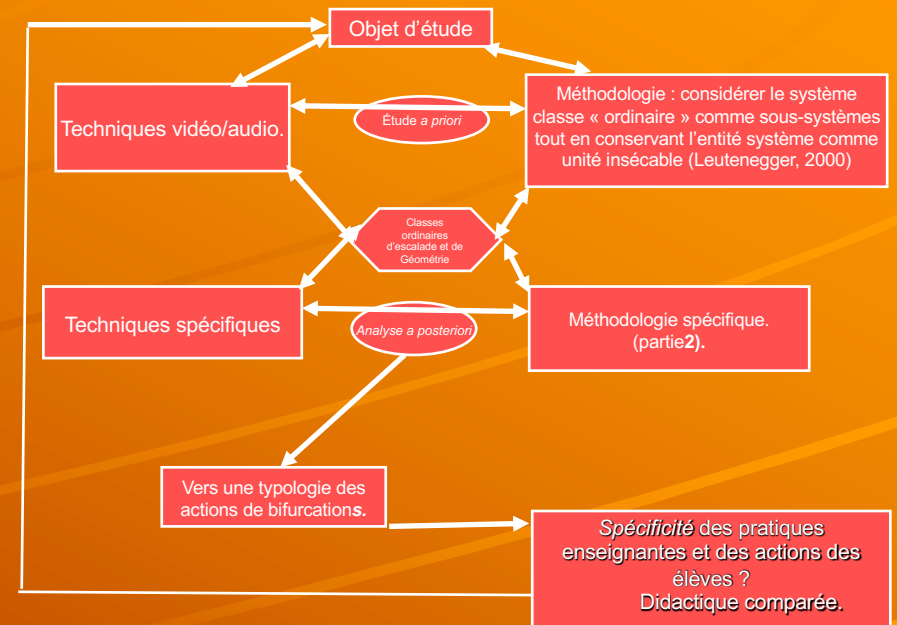 Objet d'étude
Techniques vidéo/audio.
Étude a priori
Méthodologie : considérer le système
classe « ordinaire » comme sous-systèmes
tout en conservant l'entité système comme
unité insécable (Leutenegger, 2000)
Classes
ordinaires
d'escalade et de
Géométrie
Techniques spécifiques
Analyse a posteriori
Méthodologie spécifique.
(partie2).
Vers une typologie des
actions de bifurcations.
Spécificité des pratiques
enseignantes et des actions des
élèves ?
Didactique comparée.